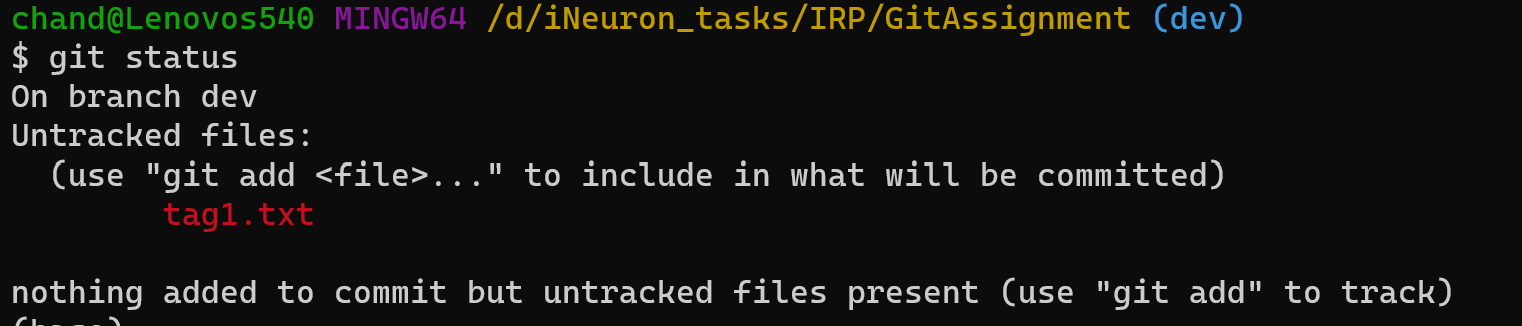 chand@Lenovos540 MINGW64 /d/iNeuron_tasks/IRP/GitAssignment (dev)
$ git status
On branch dev
Untracked files:
  (use "git add <file>..." to include in what will be committed)
        tag1.txt
nothing added to commit but untracked files present (use "git add" to track)